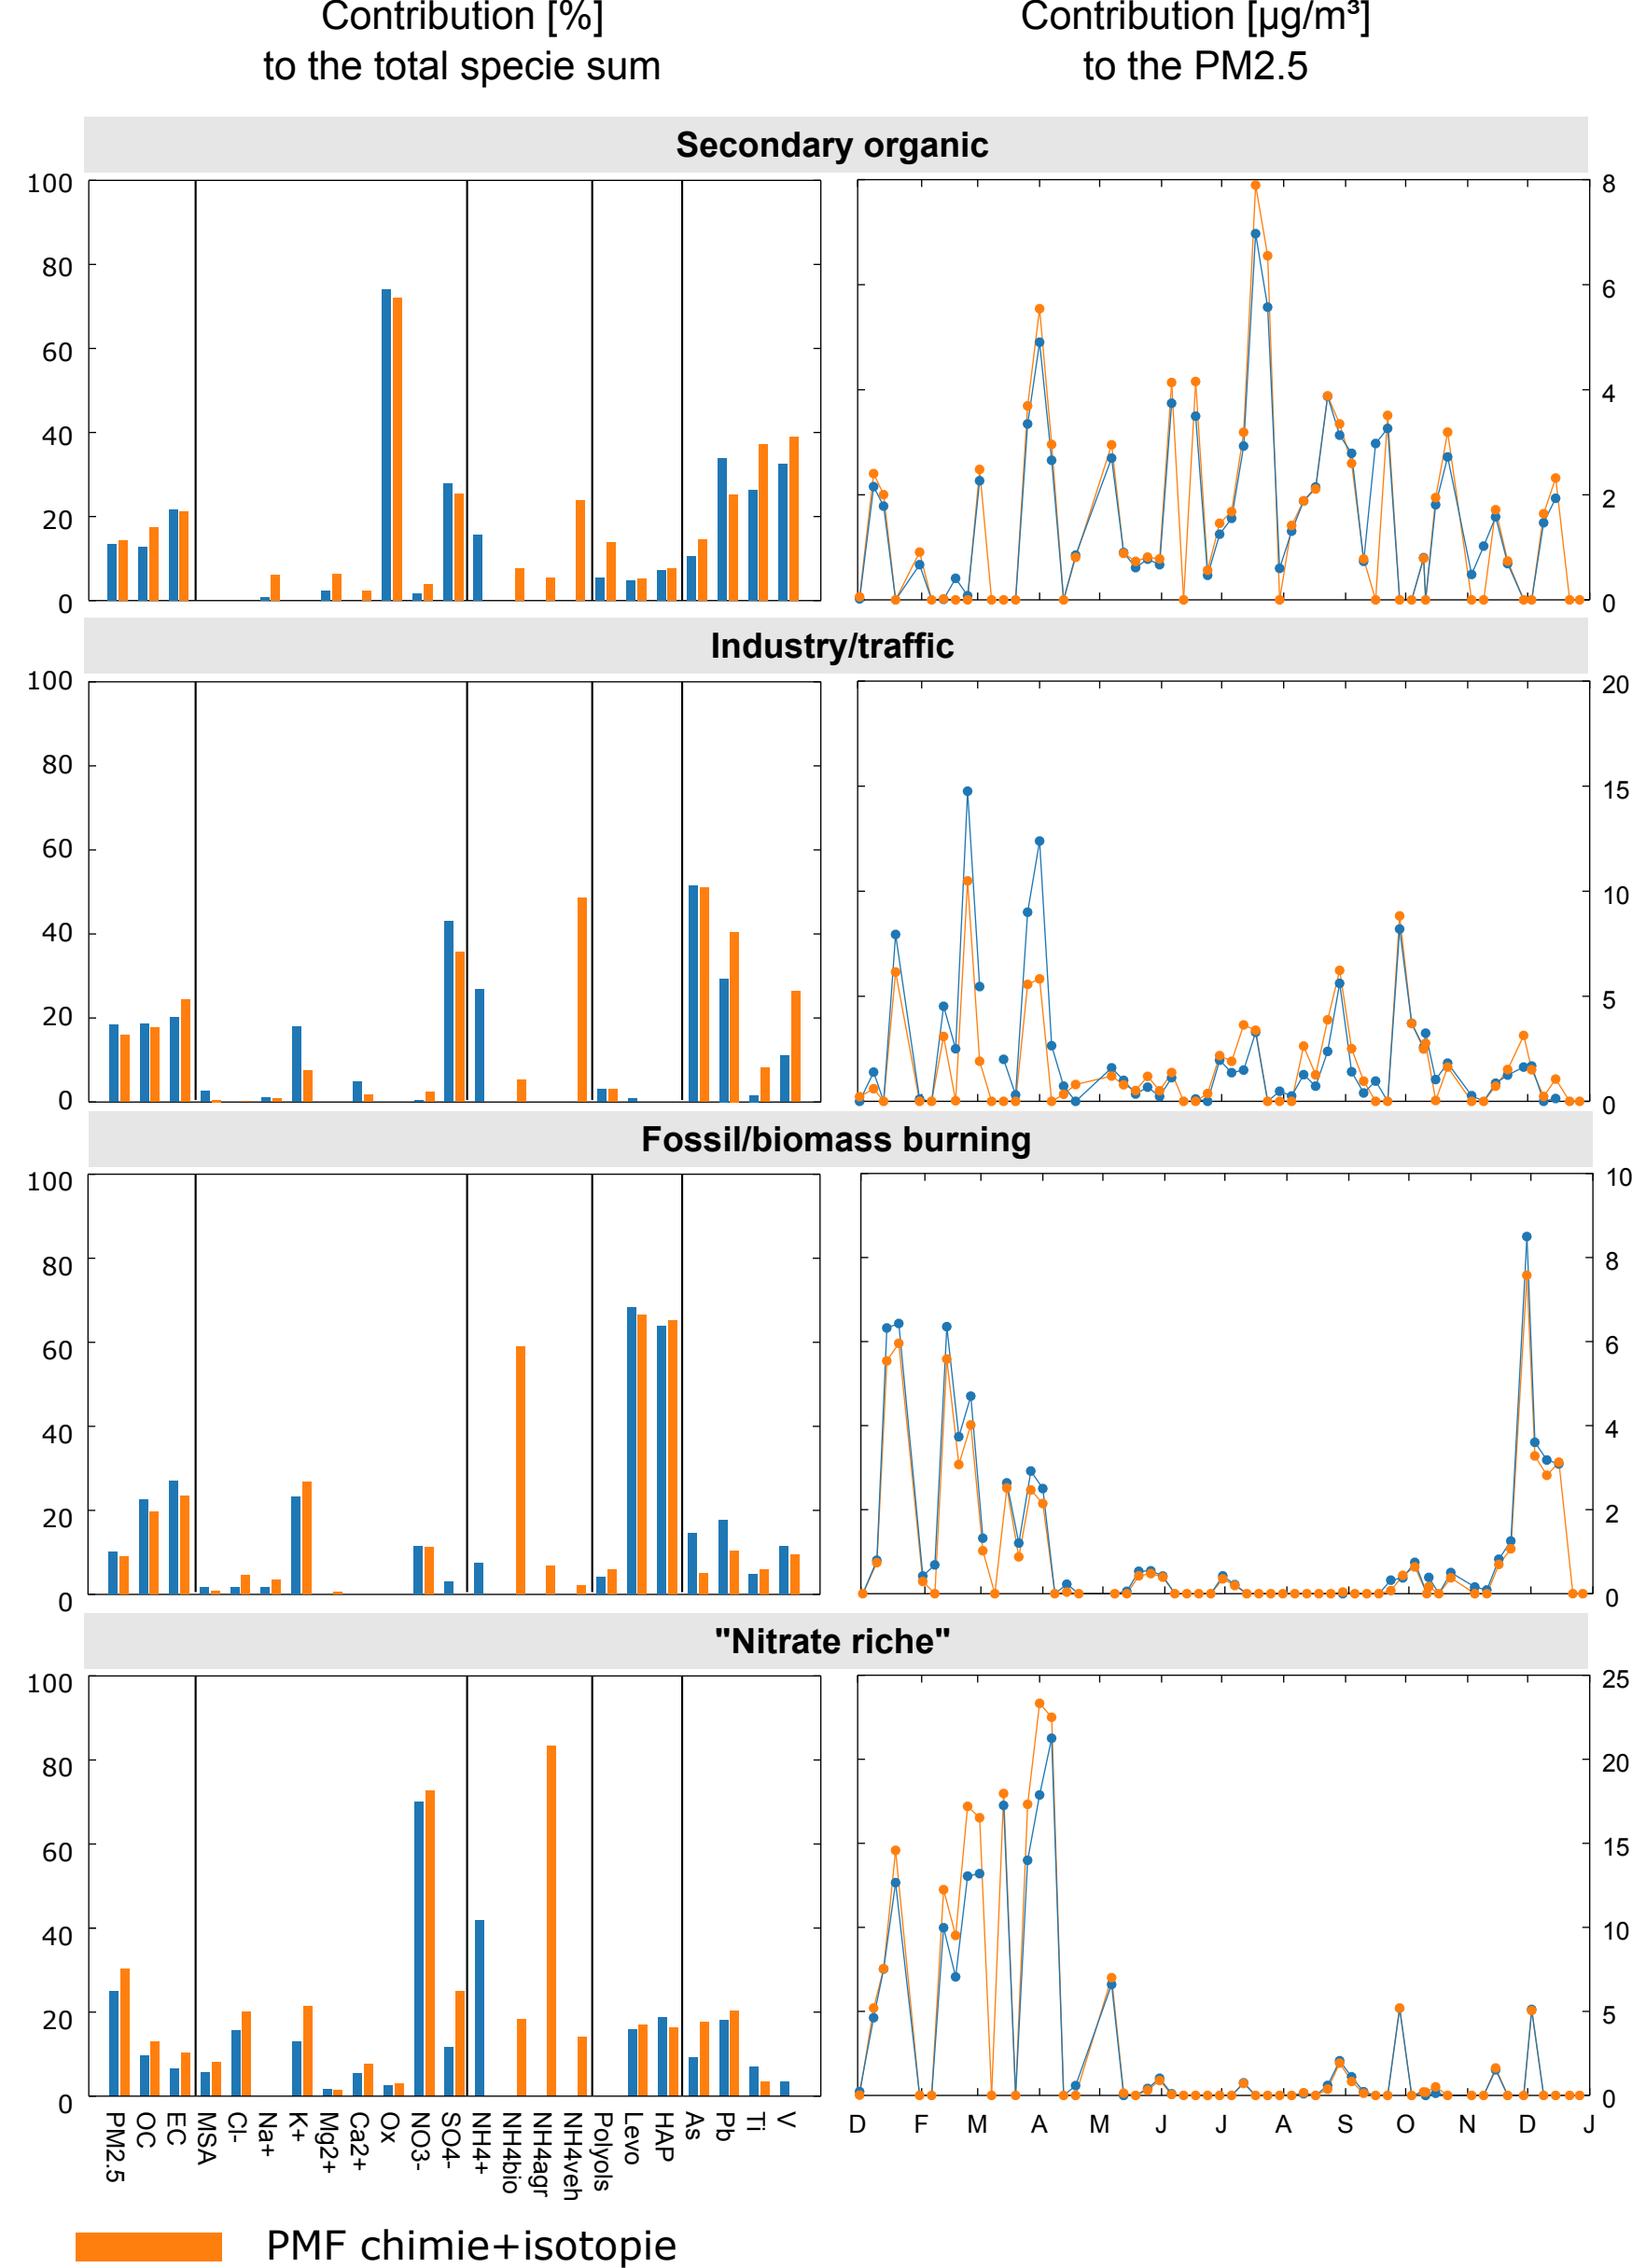 Contribution [%]
to the total specie sum
Contribution [µg/m³]
to the PM2.5
Secondary organic
100
80
60
40
20
0
8
6
4
2
0
Industry/traffic
100
80
60
40
20
0
20
15
10
5
0
Fossil/biomass burning
100
80
60
40
20
0
10
8
6
4
2
0
"Nitrate riche"
100
80
60
40
20
0
25
20
15
10
5
0
PM2.5
OC
EC
MSA
Cl-
Na+
K+
Mg2+
Ca2+
Ox
NO3-
SO4-
NH4+
NH4bio
NH4agr
NH4veh
Polyols
Levo
HAP
As
Pb
Ti
V
D F M A M J J A S O N D J
PMF chimie+isotopie